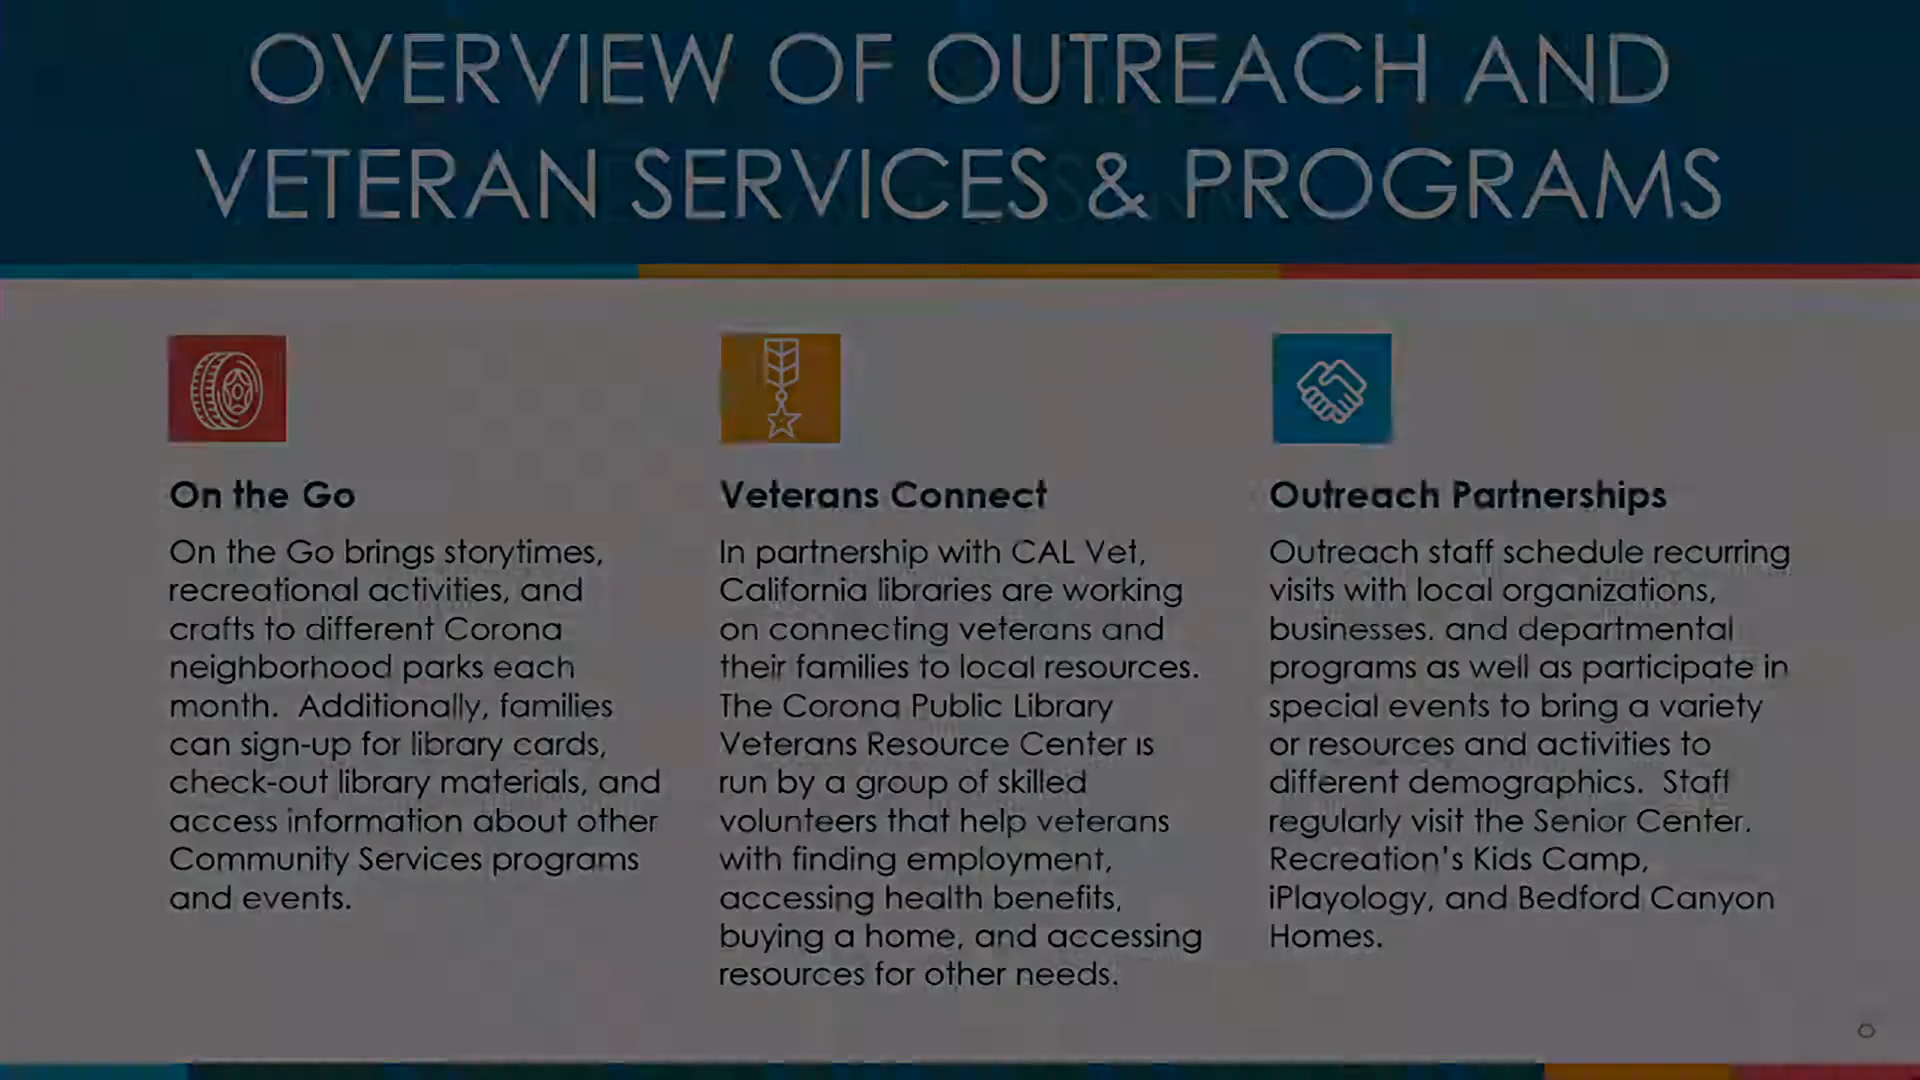 OVERVIEW OF OUTREACH AND
VETERAN SERVICES & PROGRAMS
On the Go
On the Go brings storytimes,
recreational activities, and
crafts to different Corona
neighborhood parks each
month.  Additionally, families
can sign-up for library cards,
check-out library materials, and
access information about other
Community Services programs
and events.
Veterans Connect
In partnership with CAL Vet,
California libraries are working
on connecting veterans and
their families to local resources.
The Corona Public Library
Veterans Resource Center is
run by a group of skilled
volunteers that help veterans
with finding employment,
accessing health benefits,
buying a home, and accessing
resources for other needs.
Outreach Partnerships
Outreach staff schedule recurring
visits with local organizations,
businesses. and departmental
programs as well as participate in
special events to bring a variety
or resources and activities to
different demographics.  Staff
regularly visit the Senior Center.
Recreation's Kids Camp,
iPlayology, and Bedford Canyon
Homes.